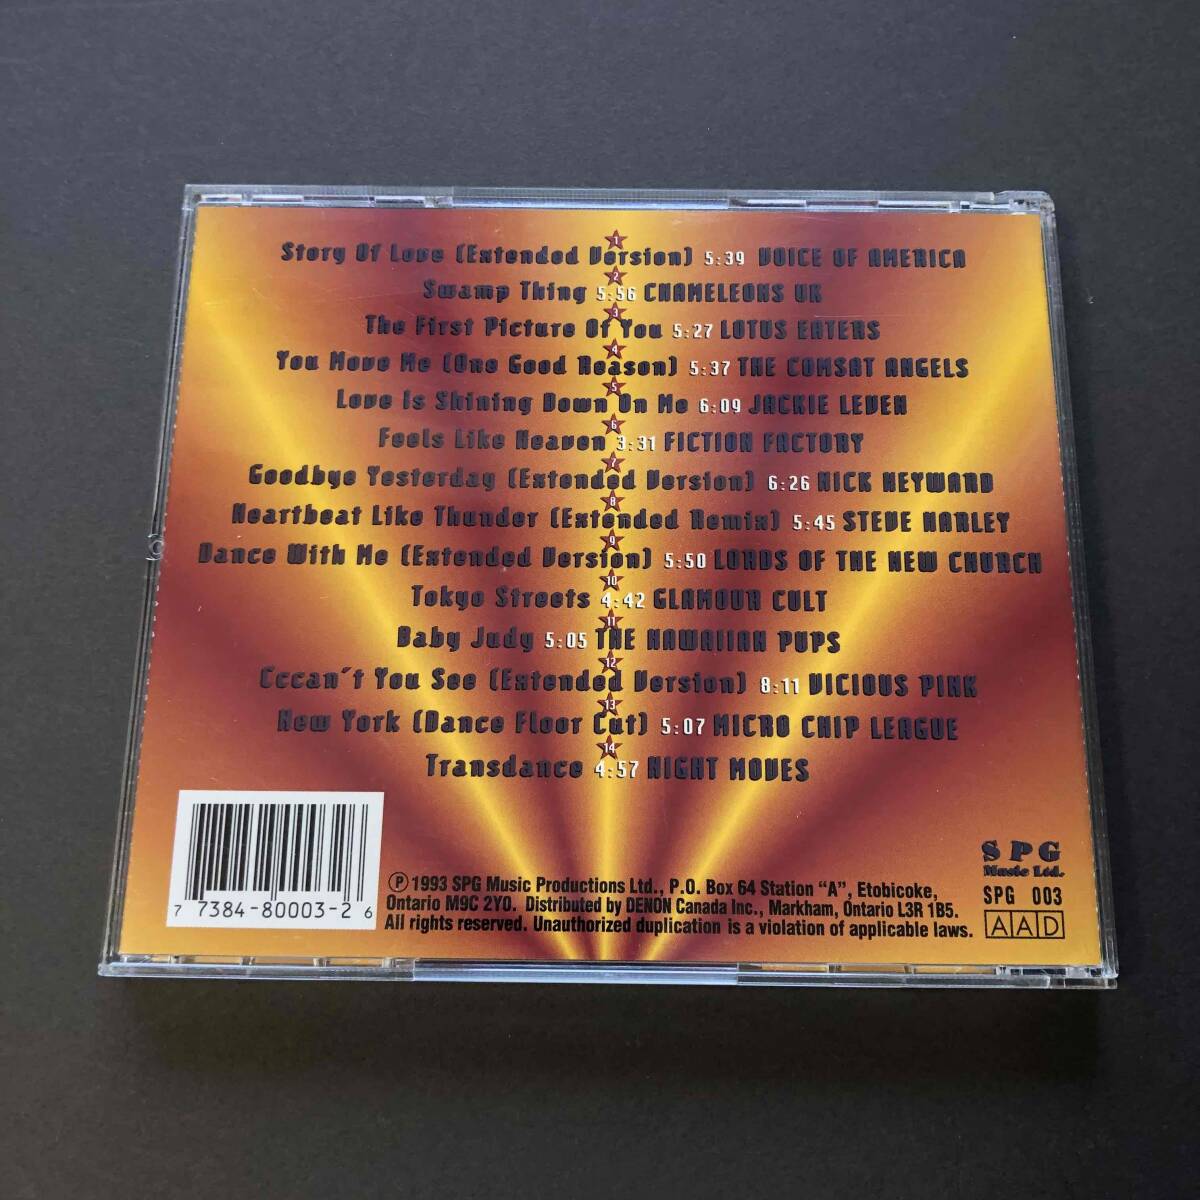 1
Story Of Love (Extended Version) 5:39 VOICE OF AMERICA
2
Swamp Thing 5:56 CHAMELEONS UK
3
The First Picture Of You 5:27 LOTUS EATERS
4
You Move Me (One Good Reason) 5:37 THE COMSAT ANGELS
5
Love Is Shining Down On Me 6:09 JACKIE LEVEN
6
Feels Like Heaven 3:31 FICTION FACTORY
7
Goodbye Yesterday (Extended Version) 6:26 NICK HEYWARD
8
Heartbeat Like Thunder (Extended Remix) 5:45 STEVE HARLEY
9
Dance With Me (Extended Version) 5:50 LORDS OF THE NEW CHURCH
10
Tokyo Streets 4:42 GLAMOUR CULT
11
Baby Judy 5:05 THE HAWAIIAN PUPS
12
Cccan't You See (Extended Version) 8:11 VICIOUS PINK
13
New York (Dance Floor Cut) 5:07 MICRO CHIP LEAGUE
14
Transdance 4:57 NIGHT MOVES
7 77384-80003-2 6
Ⓟ 1993 SPG Music Productions Ltd., P.O. Box 64 Station “A”, Etobicoke,
Ontario M9C 2Y0. Distributed by DENON Canada Inc., Markham, Ontario L3R 1B5.
All rights reserved. Unauthorized duplication is a violation of applicable laws.
SPG
Music Ltd.
SPG 003
AAD